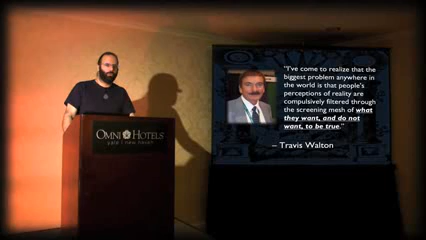 OMNI HOTELS
yale | new haven
"I've come to realize that the
biggest problem anywhere in
the world is that people's
perceptions of reality are
compulsively filtered through
the screening mesh of what
they want, and do not
want, to be true."
– Travis Walton